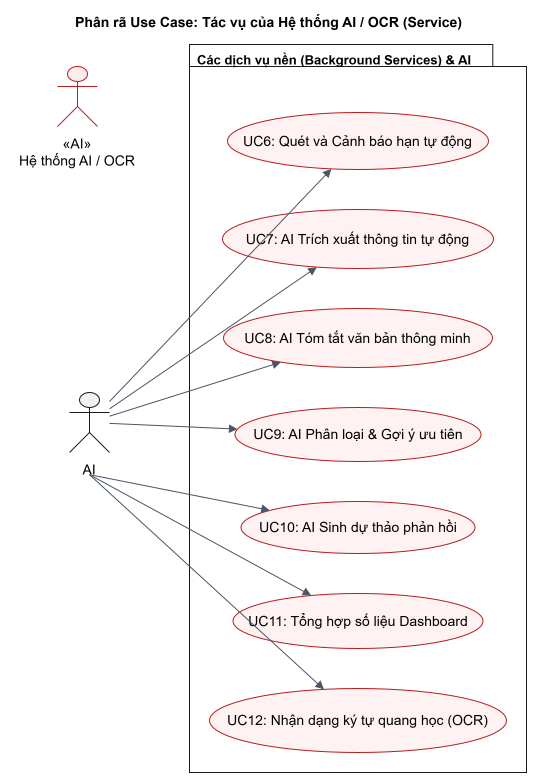 Phân rã Use Case: Tác vụ của Hệ thống AI / OCR (Service)
Các dịch vụ nền (Background Services) & AI
«AI»
Hệ thống AI / OCR
UC6: Quét và Cảnh báo hạn tự động
UC7: AI Trích xuất thông tin tự động
UC8: AI Tóm tắt văn bản thông minh
UC9: AI Phân loại & Gợi ý ưu tiên
AI
UC10: AI Sinh dự thảo phản hồi
UC11: Tổng hợp số liệu Dashboard
UC12: Nhận dạng ký tự quang học (OCR)